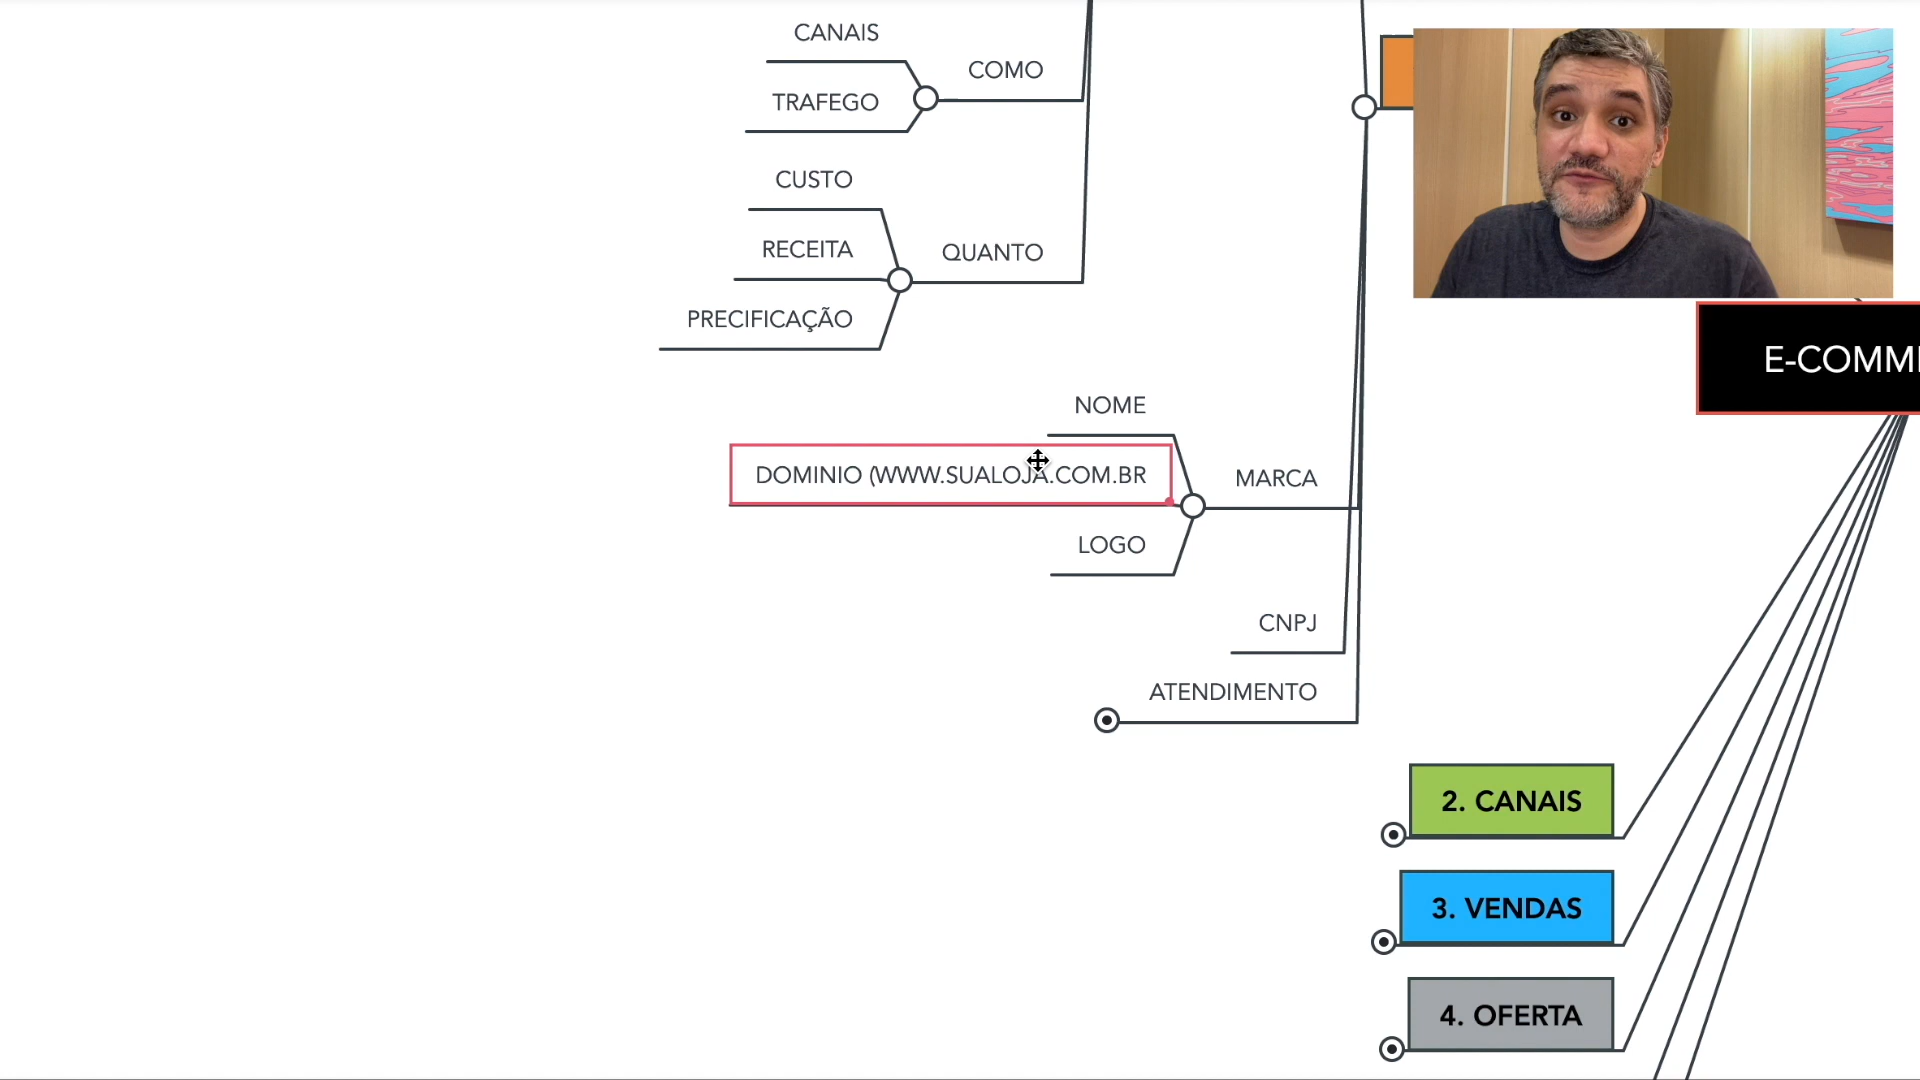 CANAIS
COMO
TRAFEGO
CUSTO
RECEITA
QUANTO
PRECIFICAÇÃO
E-COMM
NOME
DOMINIO (WWW.SUALOJA.COM.BR
MARCA
LOGO
CNPJ
ATENDIMENTO
2. CANAIS
3. VENDAS
4. OFERTA